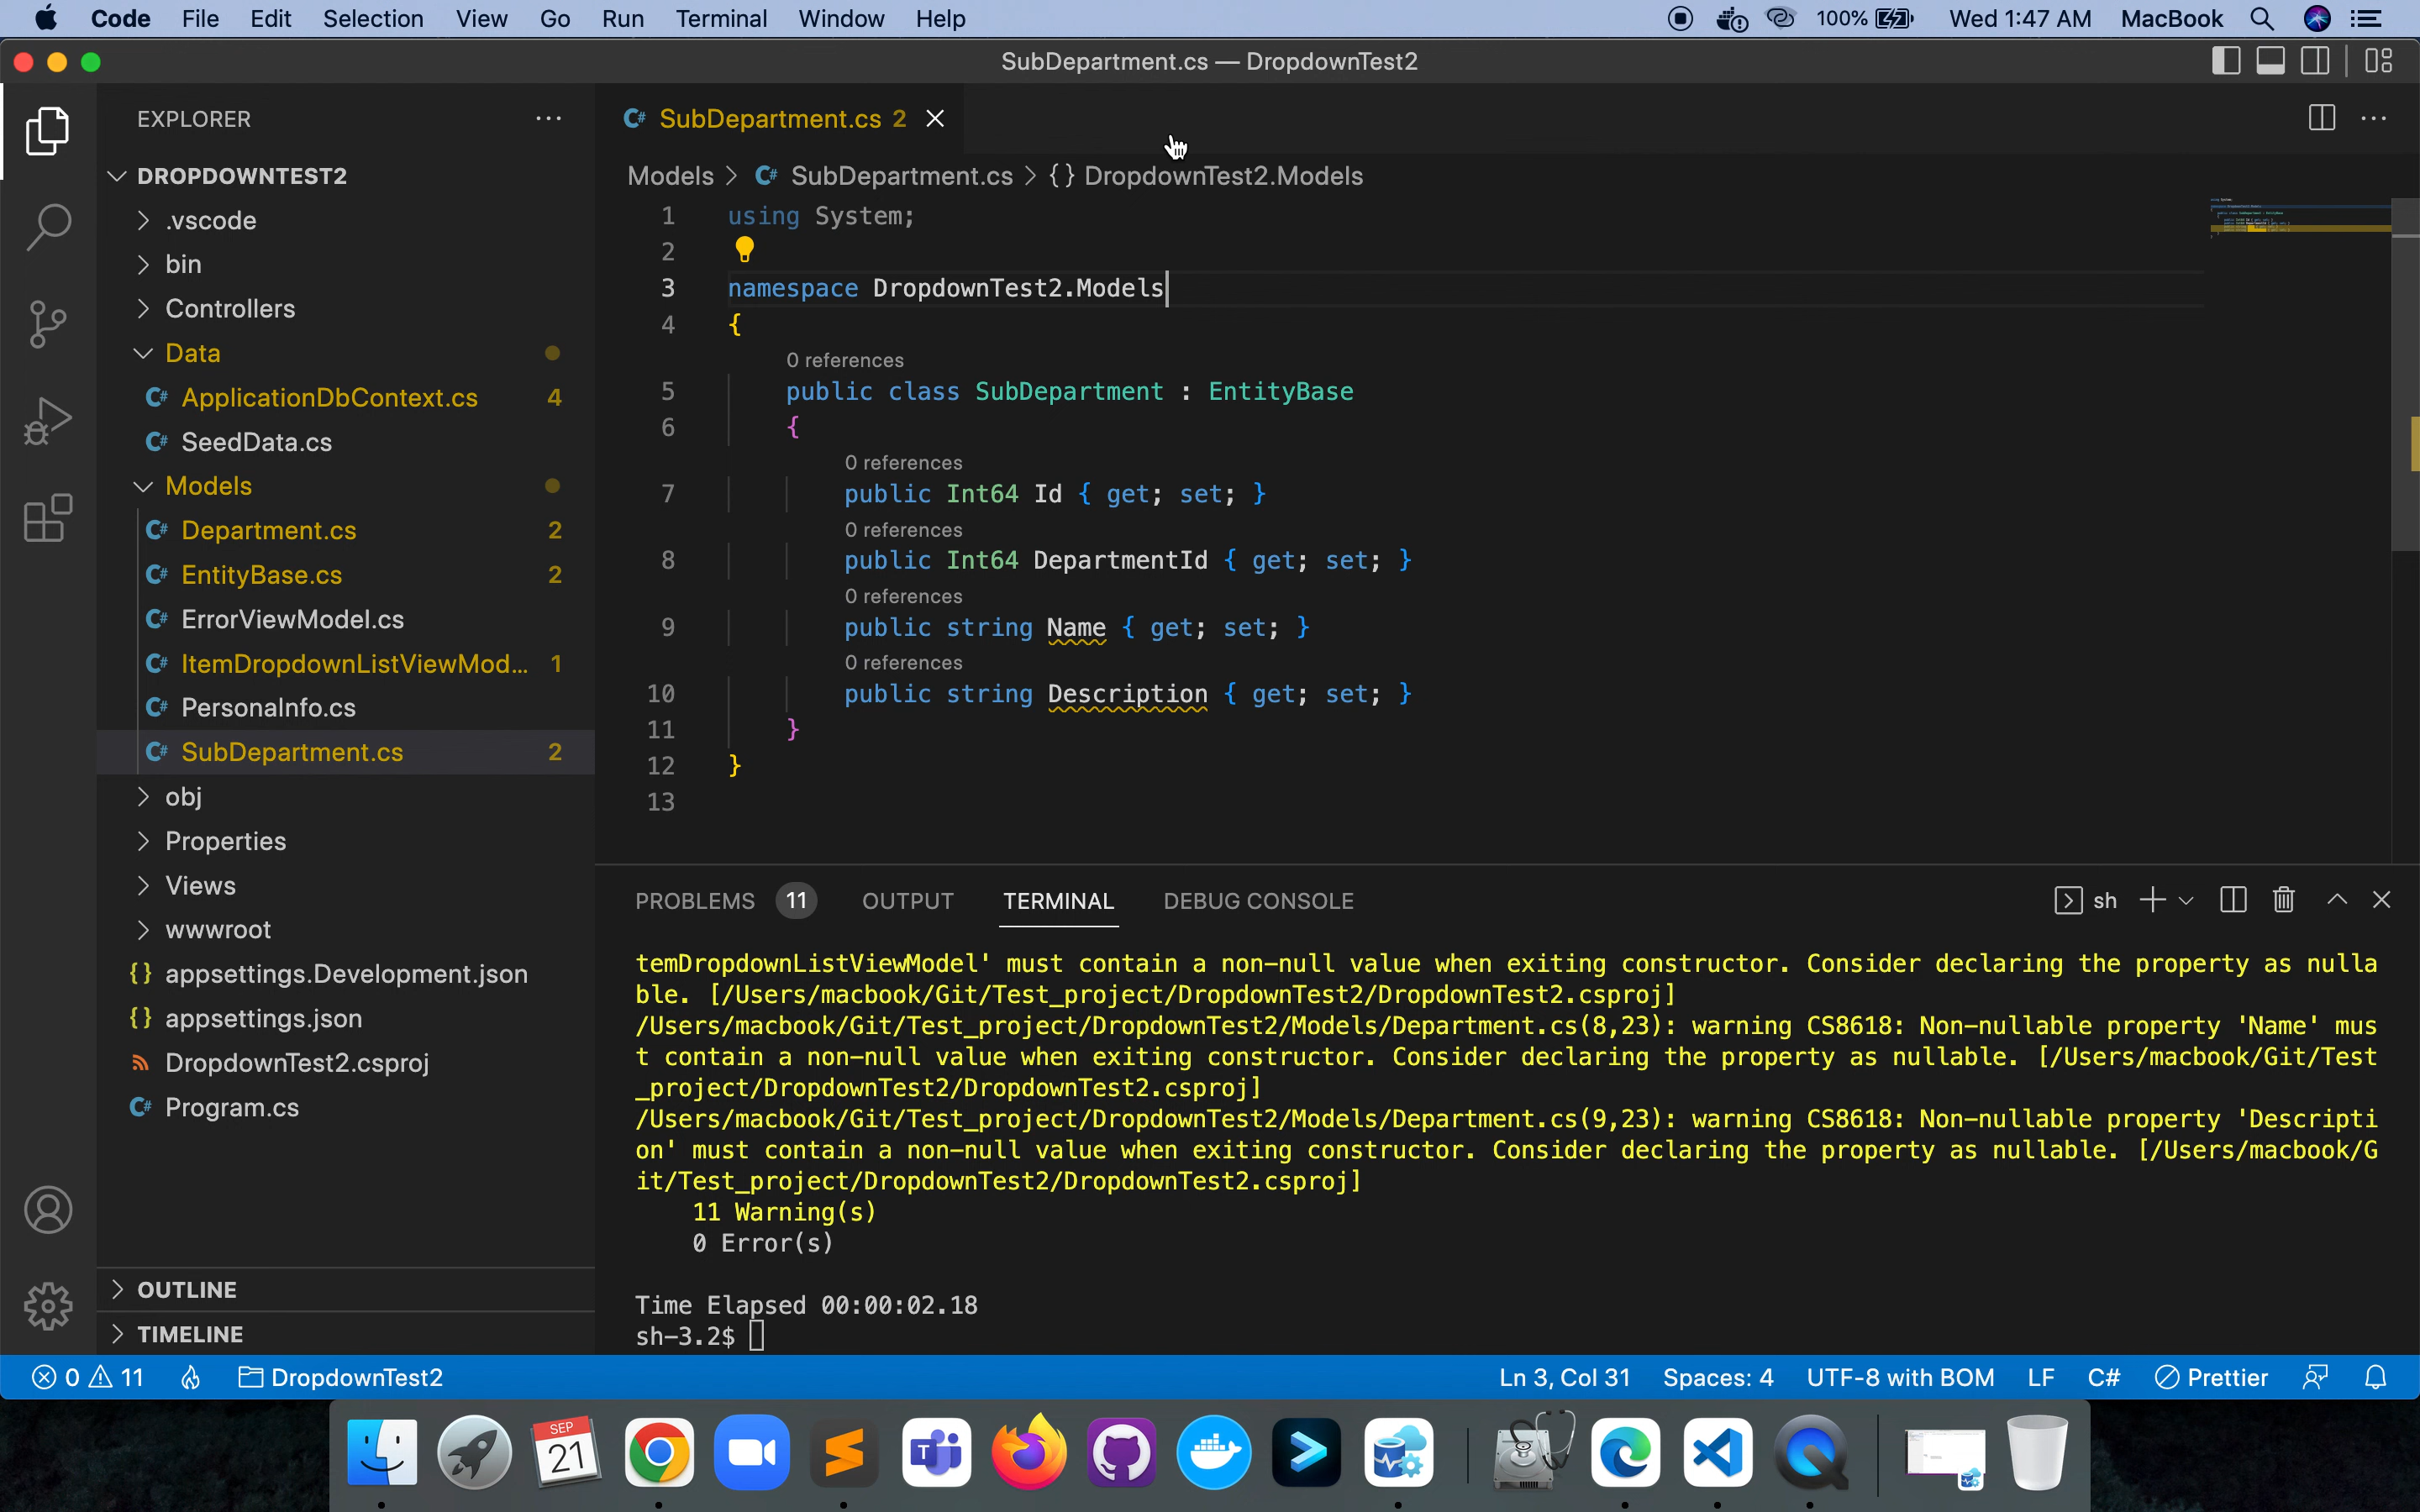 Code File Edit Selection View Go Run Terminal Window Help 100% Wed 1:47 AM MacBook
SubDepartment.cs — DropdownTest2
EXPLORER
DROPDOWNTEST2
.vscode
bin
Controllers
Data
ApplicationDbContext.cs 4
SeedData.cs
Models
Department.cs 2
EntityBase.cs 2
ErrorViewModel.cs
ItemDropdownListViewMod... 1
PersonalInfo.cs
SubDepartment.cs 2
obj
Properties
Views
wwwroot
appsettings.Development.json
appsettings.json
DropdownTest2.csproj
Program.cs
OUTLINE
TIMELINE
SubDepartment.cs 2
Models > SubDepartment.cs > {} DropdownTest2.Models
1 using System;
2
3 namespace DropdownTest2.Models
4 {
0 references
5 public class SubDepartment : EntityBase
6 {
0 references
7 public Int64 Id { get; set; }
0 references
8 public Int64 DepartmentId { get; set; }
0 references
9 public string Name { get; set; }
0 references
10 public string Description { get; set; }
11 }
12 }
13
PROBLEMS 11 OUTPUT TERMINAL DEBUG CONSOLE sh
temDropdownListViewModel' must contain a non-null value when exiting constructor. Consider declaring the property as nulla
ble. [/Users/macbook/Git/Test_project/DropdownTest2/DropdownTest2.csproj]
/Users/macbook/Git/Test_project/DropdownTest2/Models/Department.cs(8,23): warning CS8618: Non-nullable property 'Name' mus
t contain a non-null value when exiting constructor. Consider declaring the property as nullable. [/Users/macbook/Git/Test
_project/DropdownTest2/DropdownTest2.csproj]
/Users/macbook/Git/Test_project/DropdownTest2/Models/Department.cs(9,23): warning CS8618: Non-nullable property 'Descripti
on' must contain a non-null value when exiting constructor. Consider declaring the property as nullable. [/Users/macbook/G
it/Test_project/DropdownTest2/DropdownTest2.csproj]
11 Warning(s)
0 Error(s)
Time Elapsed 00:00:02.18
sh-3.2$
0 11 DropdownTest2 Ln 3, Col 31 Spaces: 4 UTF-8 with BOM LF C# Prettier
SEP
21